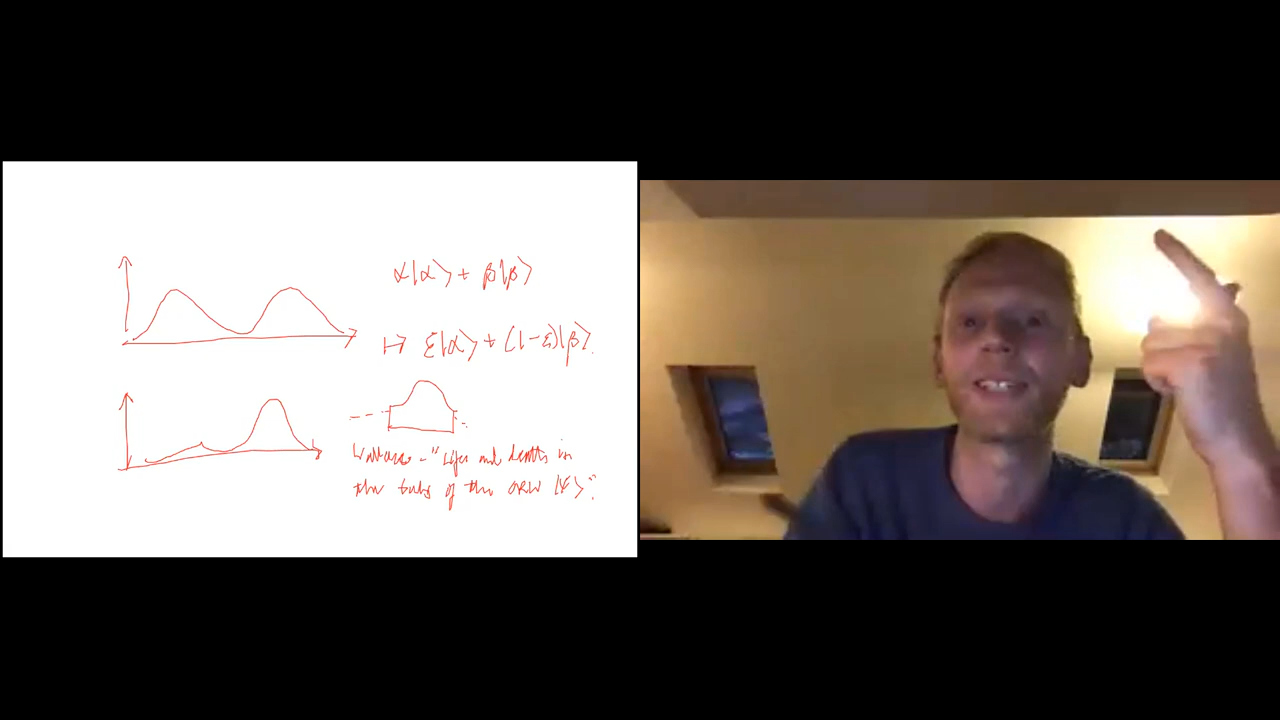 α|α⟩ + β|β⟩
↦ ε|α⟩ + (1-ε)|β⟩.
Wallace - "Life and death in
the tails of the GRW |Ψ⟩".